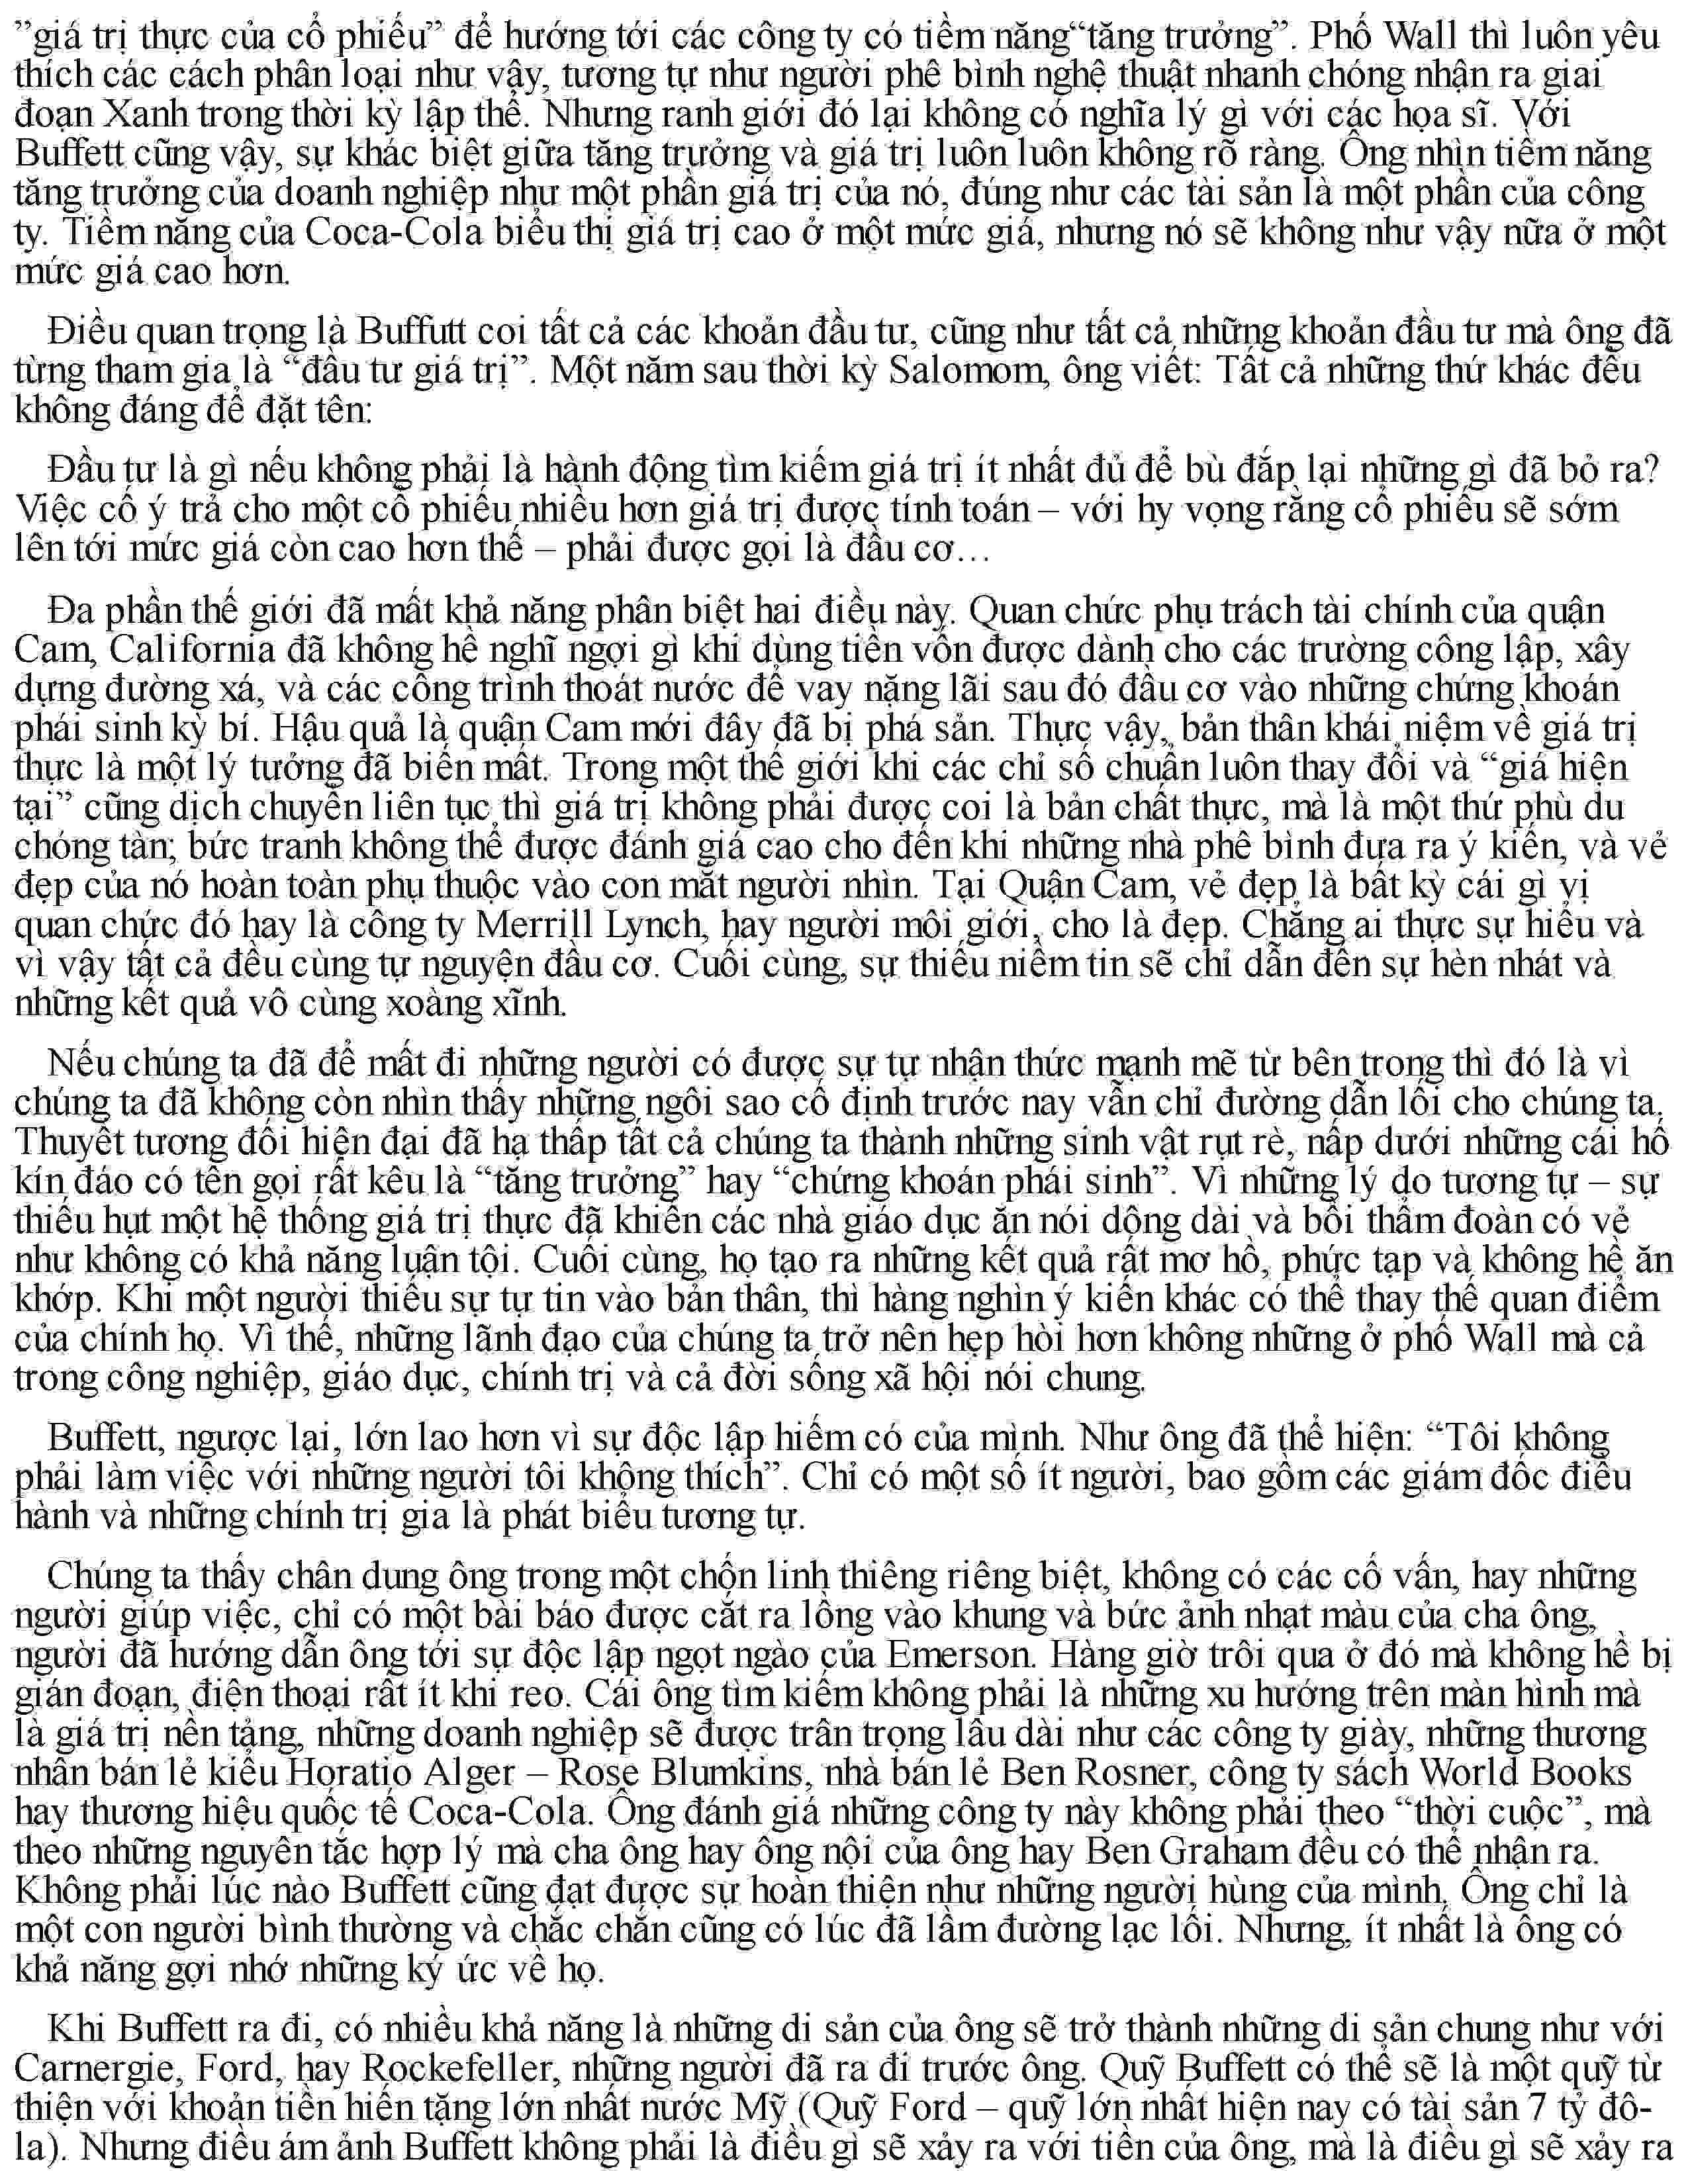 ”giá trị thực của cổ phiếu” để hướng tới các công ty có tiềm năng“tăng trưởng”. Phố Wall thì luôn yêu
thích các cách phân loại như vậy, tương tự như người phê bình nghệ thuật nhanh chóng nhận ra giai
đoạn Xanh trong thời kỳ lập thể. Nhưng ranh giới đó lại không có nghĩa lý gì với các họa sĩ. Với
Buffett cũng vậy, sự khác biệt giữa tăng trưởng và giá trị luôn luôn không rõ ràng. Ông nhìn tiềm năng
tăng trưởng của doanh nghiệp như một phần giá trị của nó, đúng như các tài sản là một phần của công
ty. Tiềm năng của Coca-Cola biểu thị giá trị cao ở một mức giá, nhưng nó sẽ không như vậy nữa ở một
mức giá cao hơn.
Điều quan trọng là Buffutt coi tất cả các khoản đầu tư, cũng như tất cả những khoản đầu tư mà ông đã
từng tham gia là “đầu tư giá trị”. Một năm sau thời kỳ Salomom, ông viết: Tất cả những thứ khác đều
không đáng để đặt tên:
Đầu tư là gì nếu không phải là hành động tìm kiếm giá trị ít nhất đủ để bù đắp lại những gì đã bỏ ra?
Việc cố ý trả cho một cổ phiếu nhiều hơn giá trị được tính toán – với hy vọng rằng cổ phiếu sẽ sớm
lên tới mức giá còn cao hơn thế – phải được gọi là đầu cơ…
Đa phần thế giới đã mất khả năng phân biệt hai điều này. Quan chức phụ trách tài chính của quận
Cam, California đã không hề nghĩ ngợi gì khi dùng tiền vốn được dành cho các trường công lập, xây
dựng đường xá, và các công trình thoát nước để vay nặng lãi sau đó đầu cơ vào những chứng khoán
phái sinh kỳ bí. Hậu quả là quận Cam mới đây đã bị phá sản. Thực vậy, bản thân khái niệm về giá trị
thực là một lý tưởng đã biến mất. Trong một thế giới khi các chỉ số chuẩn luôn thay đổi và “giá hiện
tại” cũng dịch chuyển liên tục thì giá trị không phải được coi là bản chất thực, mà là một thứ phù du
chóng tàn; bức tranh không thể được đánh giá cao cho đến khi những nhà phê bình đưa ra ý kiến, và vẻ
đẹp của nó hoàn toàn phụ thuộc vào con mắt người nhìn. Tại Quận Cam, vẻ đẹp là bất kỳ cái gì vị
quan chức đó hay là công ty Merrill Lynch, hay người môi giới, cho là đẹp. Chẳng ai thực sự hiểu và
vì vậy tất cả đều cùng tự nguyện đầu cơ. Cuối cùng, sự thiếu niềm tin sẽ chỉ dẫn đến sự hèn nhát và
những kết quả vô cùng xoàng xĩnh.
Nếu chúng ta đã để mất đi những người có được sự tự nhận thức mạnh mẽ từ bên trong thì đó là vì
chúng ta đã không còn nhìn thấy những ngôi sao cố định trước nay vẫn chỉ đường dẫn lối cho chúng ta.
Thuyết tương đối hiện đại đã hạ thấp tất cả chúng ta thành những sinh vật rụt rè, nấp dưới những cái hố
kín đáo có tên gọi rất kêu là “tăng trưởng” hay “chứng khoán phái sinh”. Vì những lý do tương tự – sự
thiếu hụt một hệ thống giá trị thực đã khiến các nhà giáo dục ăn nói dông dài và bồi thẩm đoàn có vẻ
như không có khả năng luận tội. Cuối cùng, họ tạo ra những kết quả rất mơ hồ, phức tạp và không hề ăn
khớp. Khi một người thiếu sự tự tin vào bản thân, thì hàng nghìn ý kiến khác có thể thay thế quan điểm
của chính họ. Vì thế, những lãnh đạo của chúng ta trở nên hẹp hòi hơn không những ở phố Wall mà cả
trong công nghiệp, giáo dục, chính trị và cả đời sống xã hội nói chung.
Buffett, ngược lại, lớn lao hơn vì sự độc lập hiếm có của mình. Như ông đã thể hiện: “Tôi không
phải làm việc với những người tôi không thích”. Chỉ có một số ít người, bao gồm các giám đốc điều
hành và những chính trị gia là phát biểu tương tự.
Chúng ta thấy chân dung ông trong một chốn linh thiêng riêng biệt, không có các cố vấn, hay những
người giúp việc, chỉ có một bài báo được cắt ra lồng vào khung và bức ảnh nhạt màu của cha ông,
người đã hướng dẫn ông tới sự độc lập ngọt ngào của Emerson. Hàng giờ trôi qua ở đó mà không hề bị
gián đoạn, điện thoại rất ít khi reo. Cái ông tìm kiếm không phải là những xu hướng trên màn hình mà
là giá trị nền tảng, những doanh nghiệp sẽ được trân trọng lâu dài như các công ty giày, những thương
nhân bán lẻ kiểu Horatio Alger – Rose Blumkins, nhà bán lẻ Ben Rosner, công ty sách World Books
hay thương hiệu quốc tế Coca-Cola. Ông đánh giá những công ty này không phải theo “thời cuộc”, mà
theo những nguyên tắc hợp lý mà cha ông hay ông nội của ông hay Ben Graham đều có thể nhận ra.
Không phải lúc nào Buffett cũng đạt được sự hoàn thiện như những người hùng của mình. Ông chỉ là
một con người bình thường và chắc chắn cũng có lúc đã lầm đường lạc lối. Nhưng, ít nhất là ông có
khả năng gợi nhớ những ký ức về họ.
Khi Buffett ra đi, có nhiều khả năng là những di sản của ông sẽ trở thành những di sản chung như với
Carnergie, Ford, hay Rockefeller, những người đã ra đi trước ông. Quỹ Buffett có thể sẽ là một quỹ từ
thiện với khoản tiền hiến tặng lớn nhất nước Mỹ (Quỹ Ford – quỹ lớn nhất hiện nay có tài sản 7 tỷ đô-
la). Nhưng điều ám ảnh Buffett không phải là điều gì sẽ xảy ra với tiền của ông, mà là điều gì sẽ xảy ra